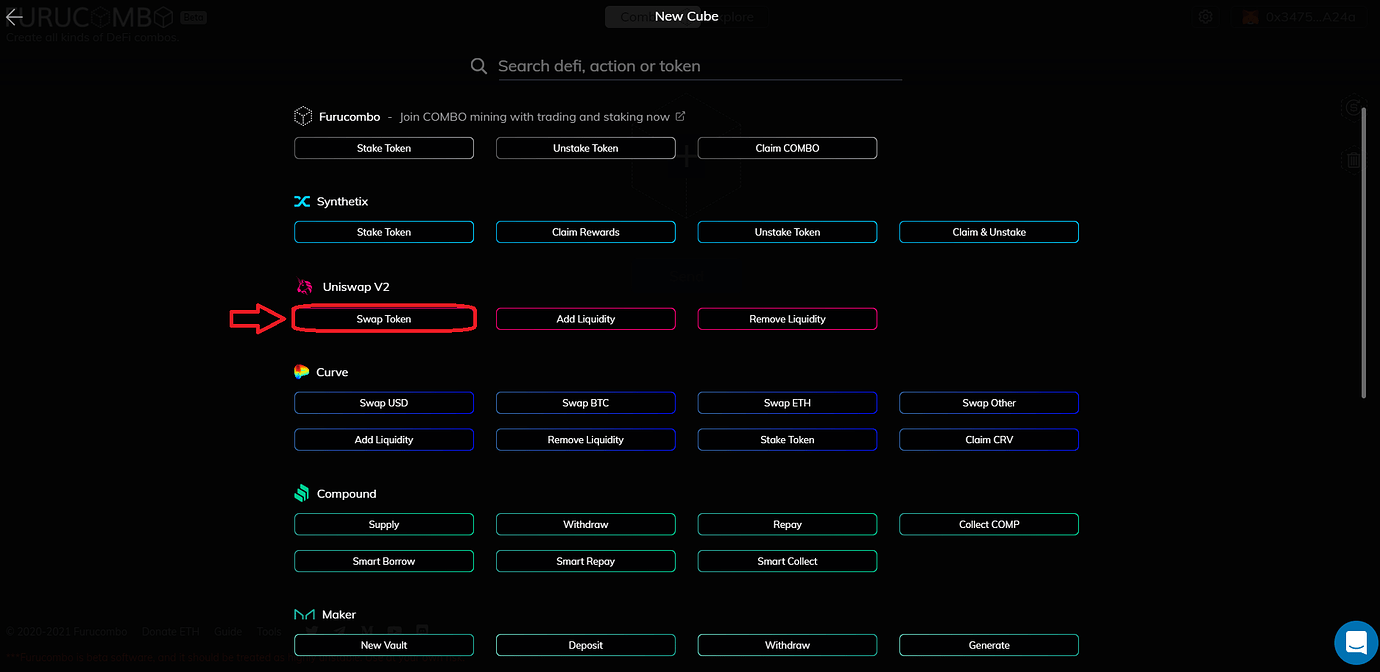 FURUCOMBO Beta
New Cube
Explore
0x3475...A24a
Create all kinds of DeFi combos.
Search defi, action or token
Furucombo - Join COMBO mining with trading and staking now
Stake Token Unstake Token Claim COMBO
Synthetix
Stake Token Claim Rewards Unstake Token Claim & Unstake
Uniswap V2
Swap Token Add Liquidity Remove Liquidity
Curve
Swap USD Swap BTC Swap ETH Swap Other
Add Liquidity Remove Liquidity Stake Token Claim CRV
Compound
Supply Withdraw Repay Collect COMP
Smart Borrow Smart Repay Smart Collect
Maker
© 2020-2021 Furucombo Donate ETH Guide Tools
New Vault Deposit Withdraw Generate